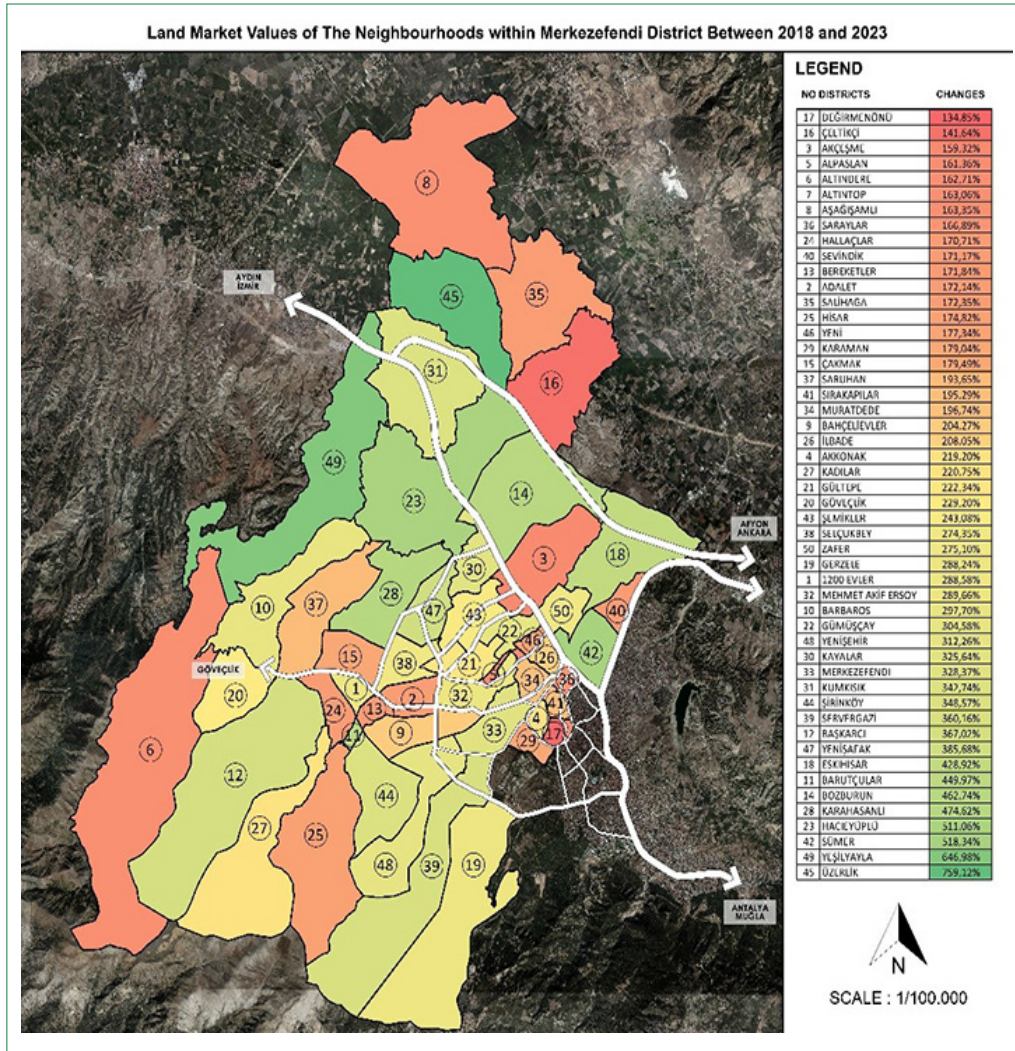 Land Market Values of The Neighbourhoods within Merkezefendi District Between 2018 and 2023
LEGEND
NO DISTRICTS CHANGES
17 DEĞİRMENÖNÜ 134,85%
16 ÇELTİKÇİ 141,64%
3 AKÇEŞME 159,32%
5 ALPASLAN 161,36%
6 ALTINDERE 162,71%
7 ALTINTOP 163,06%
8 AŞAĞIŞAMLI 163,35%
36 SARAYLAR 166,89%
24 HALLAÇLAR 170,71%
40 SEVİNDİK 171,17%
13 BEREKETLER 171,84%
2 ADALET 172,14%
35 SALİHAĞA 172,35%
25 HİSAR 174,82%
46 YENİ 177,34%
29 KARAMAN 179,04%
15 ÇAKMAK 179,49%
37 SARUHAN 193,65%
41 SIRAKAPILAR 195,29%
34 MURATDEDE 196,74%
9 BAHÇELİEVLER 204,27%
26 İLBADE 208,05%
4 AKKONAK 219,20%
27 KADILAR 220,75%
21 GÜLTEPE 222,34%
20 GÖVEÇLİK 229,20%
43 ŞEMİKLER 243,08%
38 SELÇUKBEY 274,35%
50 ZAFER 275,10%
19 GERZELE 288,24%
1 1200 EVLER 288,58%
32 MEHMET AKİF ERSOY 289,66%
10 BARBAROS 297,70%
22 GÜMÜŞÇAY 304,58%
48 YENİŞEHİR 312,26%
30 KAYALAR 325,64%
33 MERKEZEFENDİ 328,37%
31 KUMKISIK 342,74%
44 ŞİRİNKÖY 348,57%
39 SERVERGAZİ 360,16%
12 BAŞKARCI 367,02%
47 YENİŞAFAK 385,68%
18 ESKİHİSAR 428,92%
11 BARUTÇULAR 449,97%
14 BOZBURUN 462,74%
28 KARAHASANLI 474,62%
23 HACIEYÜPLÜ 511,06%
42 SÜMER 518,34%
49 YEŞİLYAYLA 646,98%
45 ÜZERLİK 759,12%
8
AYDIN
İZMİR
45
35
31
16
49
23
14
AFYON
ANKARA
3
18
30
28
10
37
47
43
50
40
22
46
42
GÖVEÇLİK
15
38
21
26
36
20
1
2
32
34
24
13
41
4
6
11
9
33
29
17
12
44
27
25
48
39
19
ANTALYA
MUĞLA
N
SCALE : 1/100.000